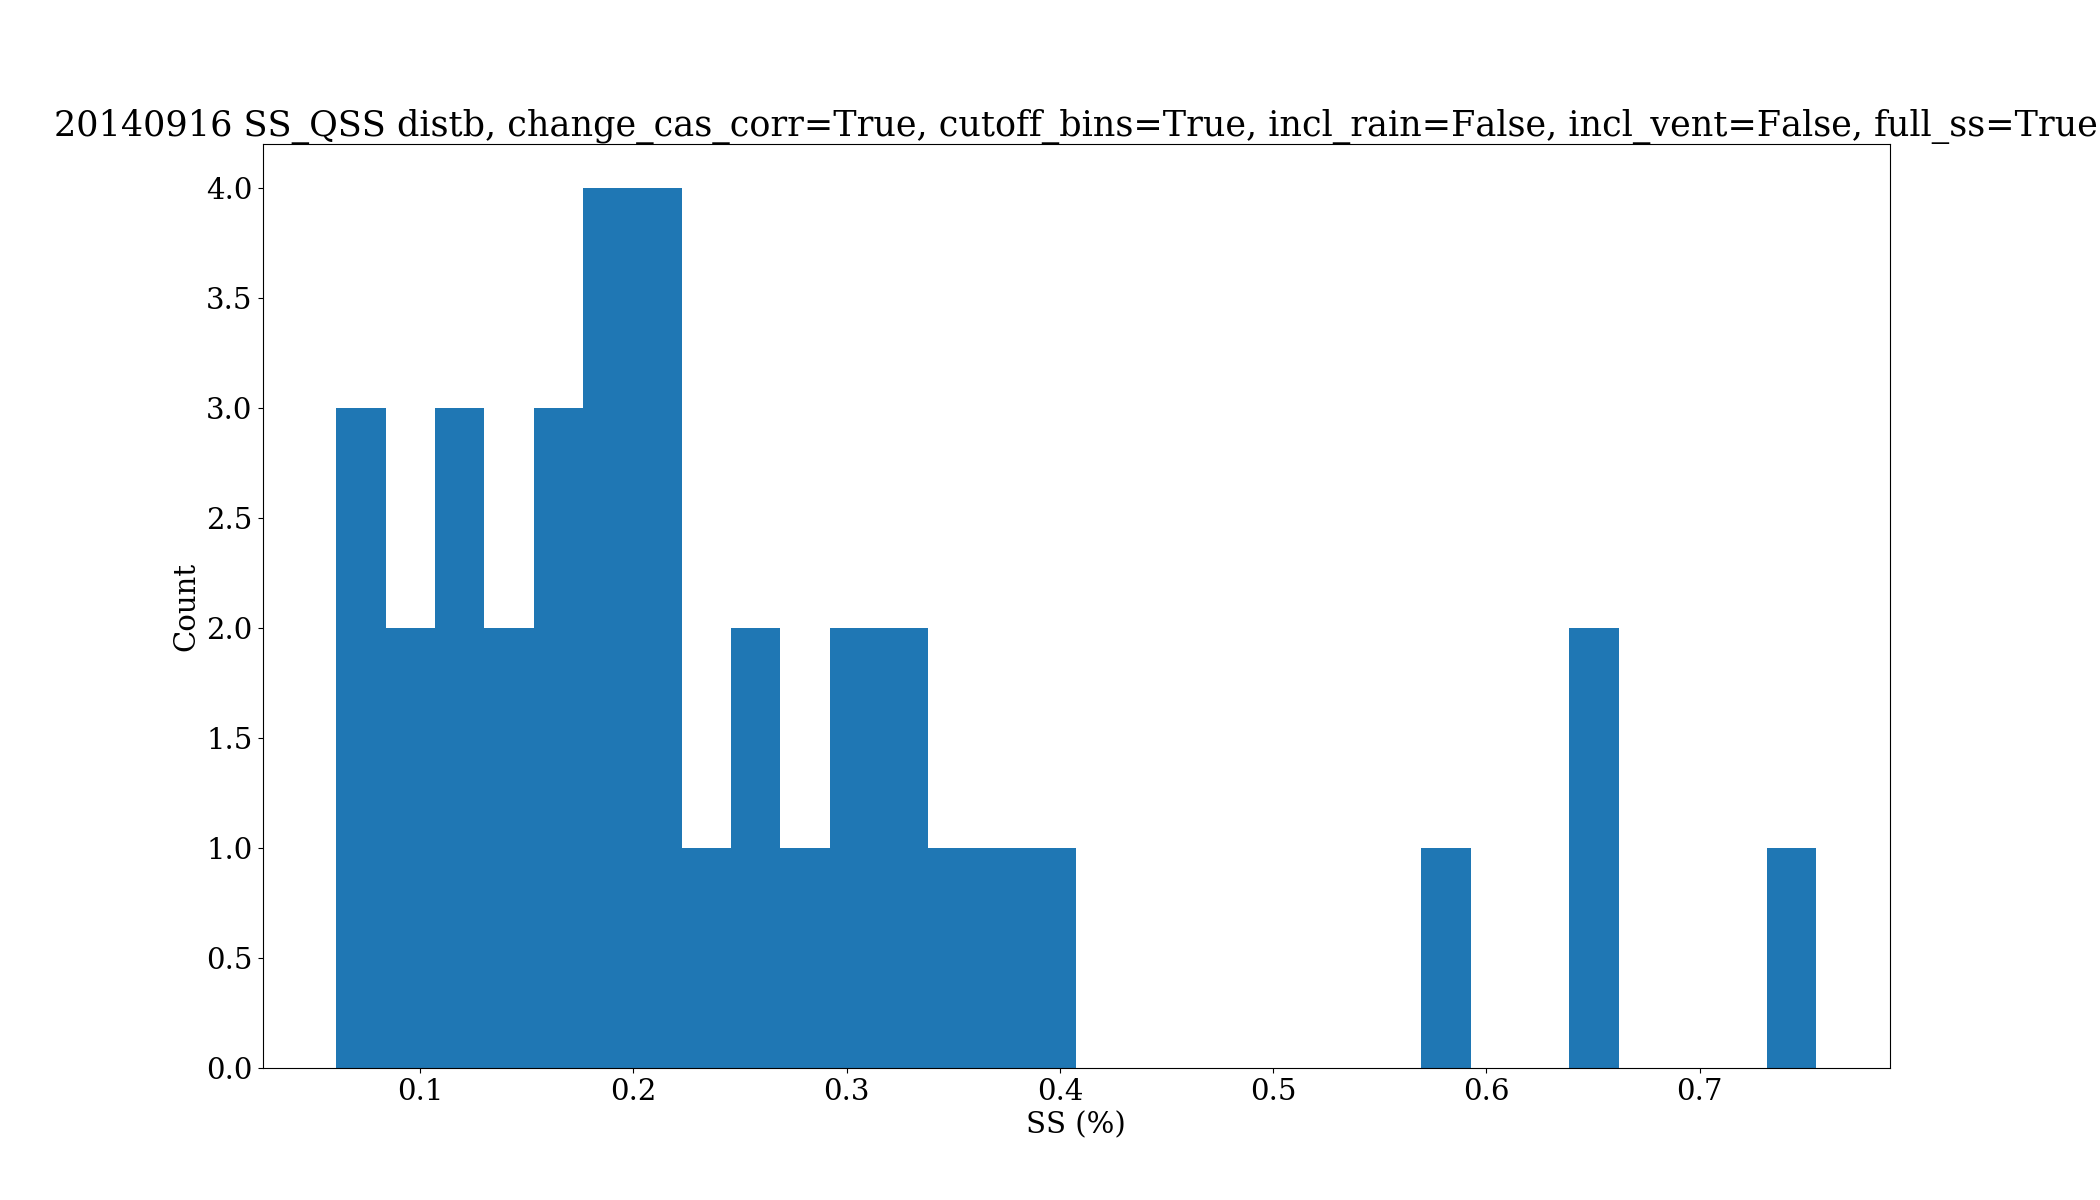 20140916 SS_QSS distb, change_cas_corr=True, cutoff_bins=True, incl_rain=False, incl_vent=False, full_ss=True
4.0
3.5
3.0
2.5
2.0
1.5
1.0
0.5
0.0
Count
0.1 0.2 0.3 0.4 0.5 0.6 0.7
SS (%)